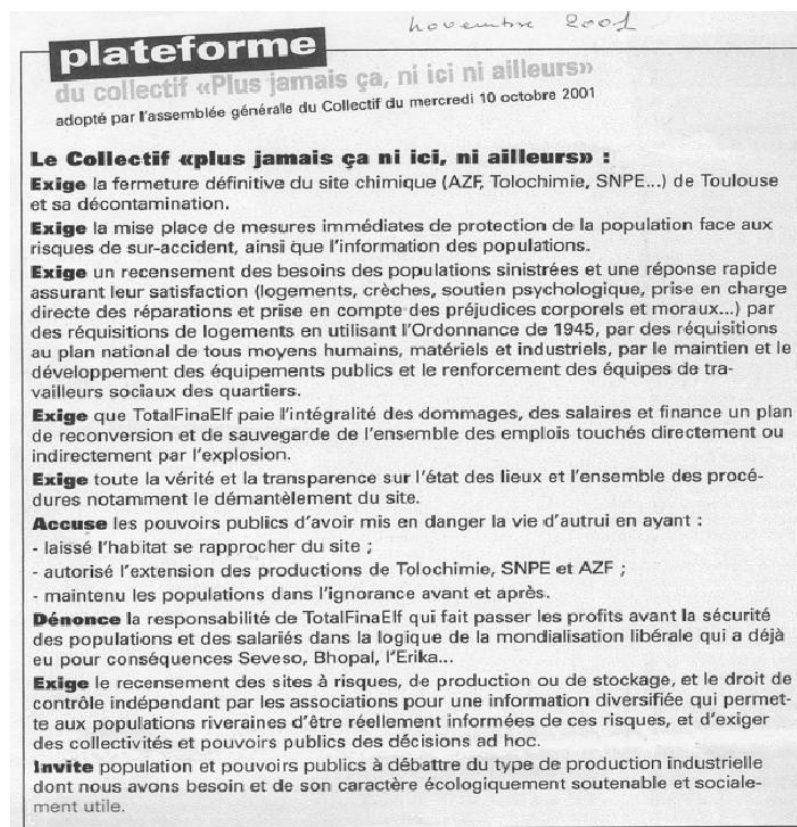 novembre 2001
plateforme
du collectif «Plus jamais ça, ni ici ni ailleurs»
adopté par l'assemblée générale du Collectif du mercredi 10 octobre 2001
Le Collectif «plus jamais ça ni ici, ni ailleurs» :
Exige la fermeture définitive du site chimique (AZF, Tolochimie, SNPE...) de Toulouse
et sa décontamination.
Exige la mise place de mesures immédiates de protection de la population face aux
risques de sur-accident, ainsi que l'information des populations.
Exige un recensement des besoins des populations sinistrées et une réponse rapide
assurant leur satisfaction (logements, crèches, soutien psychologique, prise en charge
directe des réparations et prise en compte des préjudices corporels et moraux...) par
des réquisitions de logements en utilisant l'Ordonnance de 1945, par des réquisitions
au plan national de tous moyens humains, matériels et industriels, par le maintien et le
développement des équipements publics et le renforcement des équipes de tra-
vailleurs sociaux des quartiers.
Exige que TotalFinaElf paie l'intégralité des dommages, des salaires et finance un plan
de reconversion et de sauvegarde de l'ensemble des emplois touchés directement ou
indirectement par l'explosion.
Exige toute la vérité et la transparence sur l'état des lieux et l'ensemble des procé-
dures notamment le démantèlement du site.
Accuse les pouvoirs publics d'avoir mis en danger la vie d'autrui en ayant :
- laissé l'habitat se rapprocher du site ;
- autorisé l'extension des productions de Tolochimie, SNPE et AZF ;
- maintenu les populations dans l'ignorance avant et après.
Dénonce la responsabilité de TotalFinaElf qui fait passer les profits avant la sécurité
des populations et des salariés dans la logique de la mondialisation libérale qui a déjà
eu pour conséquences Seveso, Bhopal, l'Erika...
Exige le recensement des sites à risques, de production ou de stockage, et le droit de
contrôle indépendant par les associations pour une information diversifiée qui permet-
te aux populations riveraines d'être réellement informées de ces risques, et d'exiger
des collectivités et pouvoirs publics des décisions ad hoc.
Invite population et pouvoirs publics à débattre du type de production industrielle
dont nous avons besoin et de son caractère écologiquement soutenable et sociale-
ment utile.